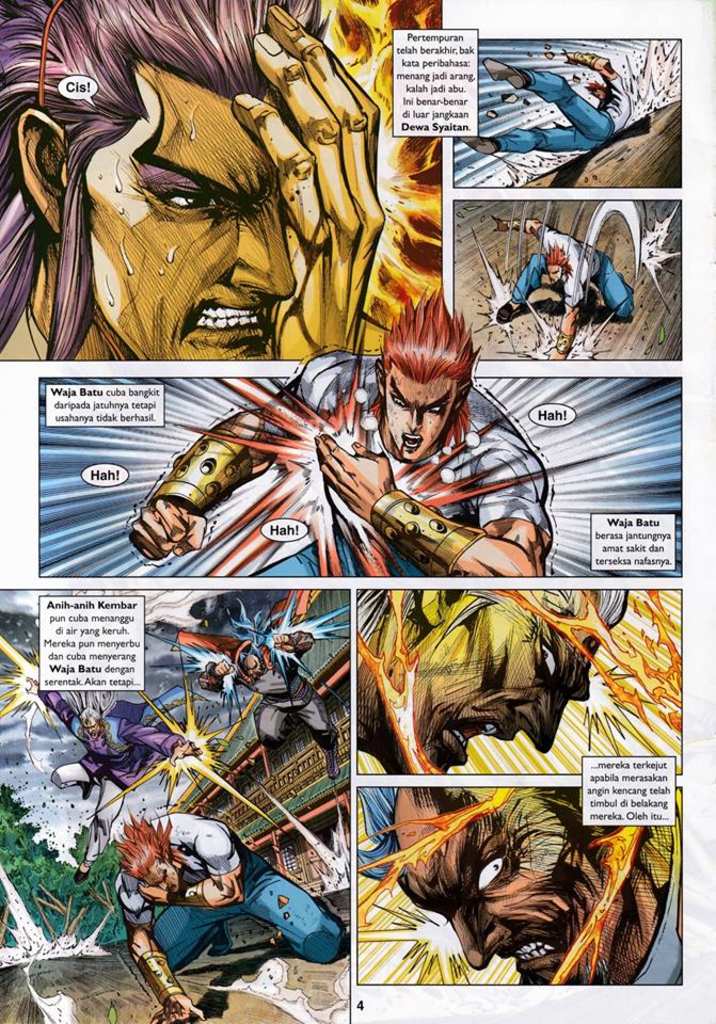 Cis!
Pertempuran
telah berakhir, bak
kata peribahasa:
menang jadi arang,
kalah jadi abu.
Ini benar-benar
di luar jangkaan
Dewa Syaitan.
Waja Batu cuba bangkit
daripada jatuhnya tetapi
usahanya tidak berhasil.
Hah!
Hah!
Hah!
Waja Batu
berasa jantungnya
amat sakit dan
terseksa nafasnya.
Anih-anih Kembar
pun cuba menanggu
di air yang keruh.
Mereka pun menyerbu
dan cuba menyerang
Waja Batu dengan
serentak. Akan tetapi...
...mereka terkejut
apabila merasakan
angin kencang telah
timbul di belakang
mereka. Oleh itu...
4